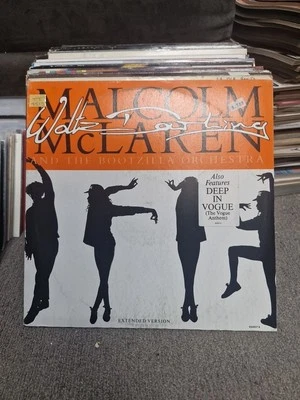 MALCOLM
Waltz Darling
McLAREN
AND THE BOOTZILLA ORCHESTRA
Also
Features
DEEP
IN
VOGUE
(The Vogue
Anthem)
EXTENDED VERSION